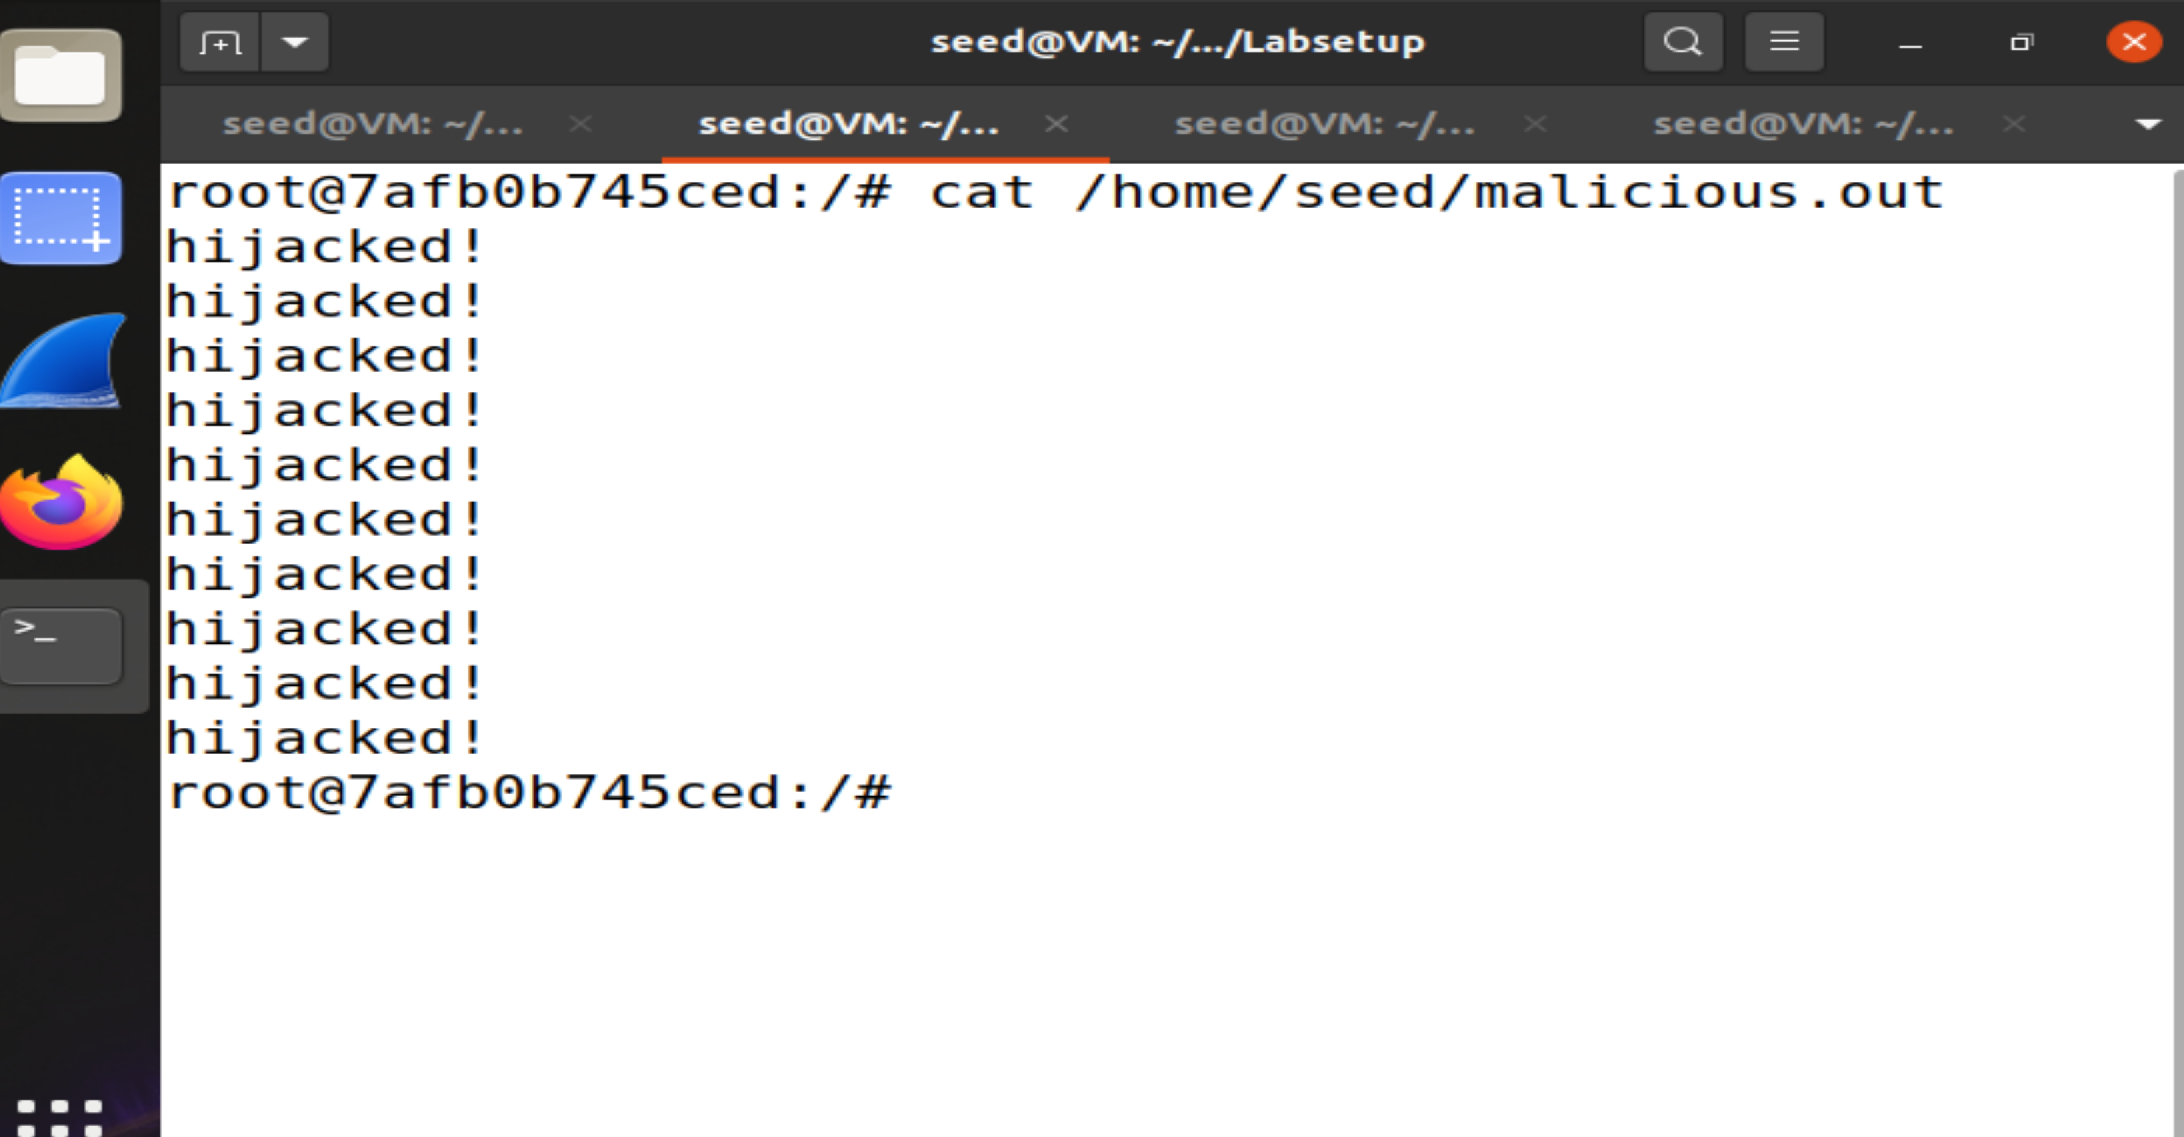 seed@VM: ~/.../Labsetup
seed@VM: ~/... seed@VM: ~/... seed@VM: ~/... seed@VM: ~/...
root@7afb0b745ced:/# cat /home/seed/malicious.out
hijacked!
hijacked!
hijacked!
hijacked!
hijacked!
hijacked!
hijacked!
hijacked!
hijacked!
hijacked!
root@7afb0b745ced:/#
>_